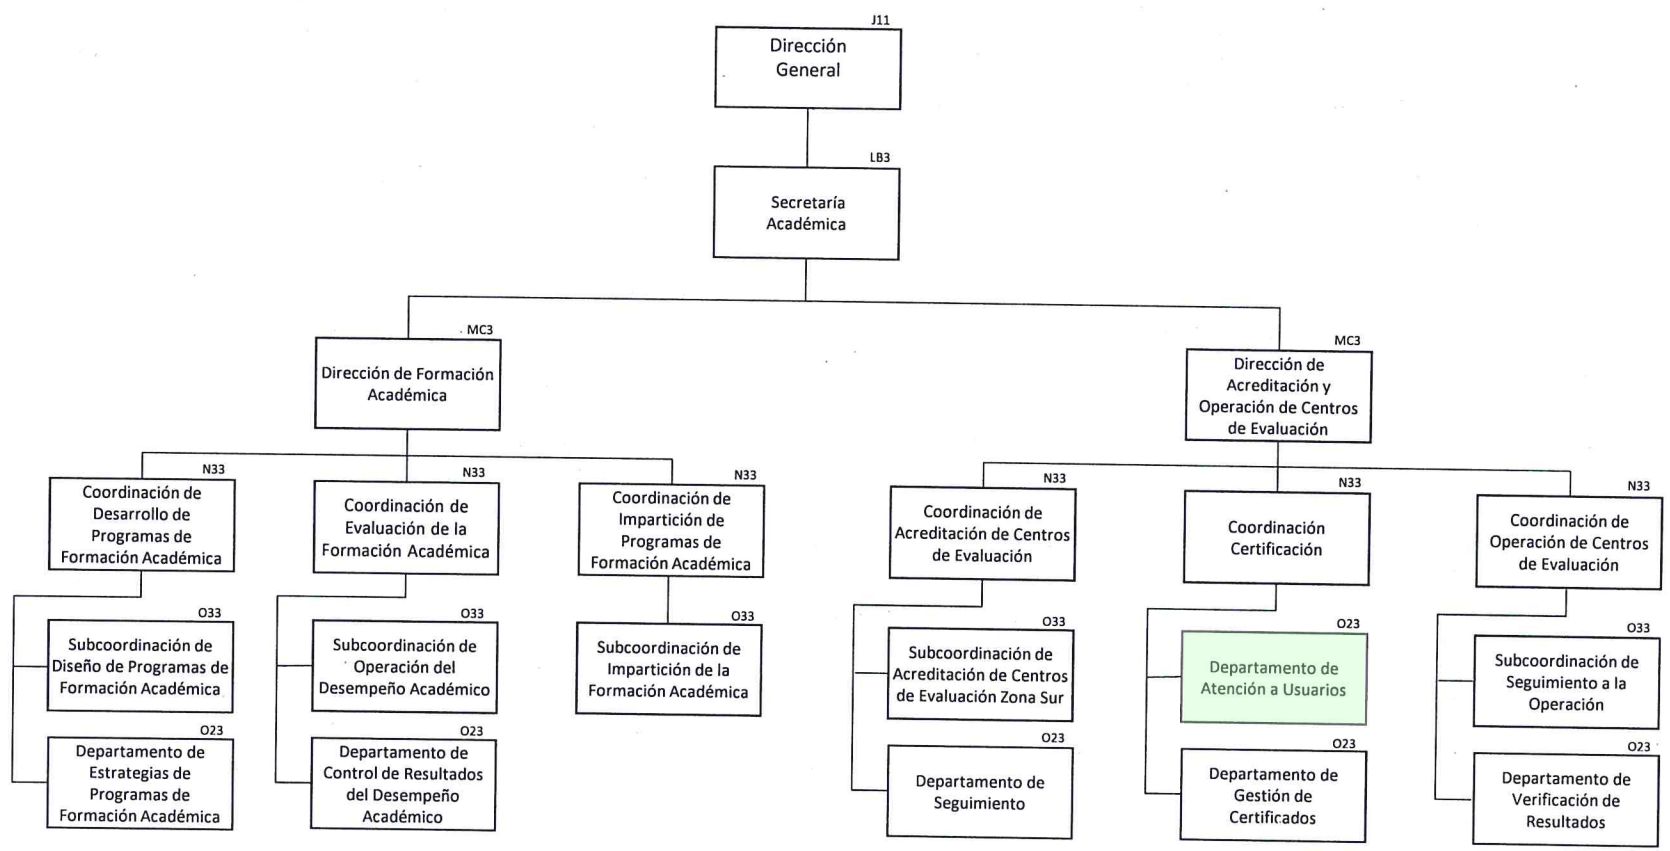 J11
Dirección
General
LB3
Secretaría
Académica
MC3
Dirección de Formación
Académica
MC3
Dirección de
Acreditación y
Operación de Centros
de Evaluación
N33
Coordinación de
Desarrollo de
Programas de
Formación Académica
N33
Coordinación de
Evaluación de la
Formación Académica
N33
Coordinación de
Impartición de
Programas de
Formación Académica
N33
Coordinación de
Acreditación de Centros
de Evaluación
N33
Coordinación
Certificación
N33
Coordinación de
Operación de Centros
de Evaluación
O33
Subcoordinación de
Diseño de Programas de
Formación Académica
O33
Subcoordinación de
Operación del
Desempeño Académico
O33
Subcoordinación de
Impartición de la
Formación Académica
O33
Subcoordinación de
Acreditación de Centros
de Evaluación Zona Sur
O23
Departamento de
Atención a Usuarios
O33
Subcoordinación de
Seguimiento a la
Operación
O23
Departamento de
Estrategias de
Programas de
Formación Académica
O23
Departamento de
Control de Resultados
del Desempeño
Académico
O23
Departamento de
Seguimiento
O23
Departamento de
Gestión de
Certificados
O23
Departamento de
Verificación de
Resultados